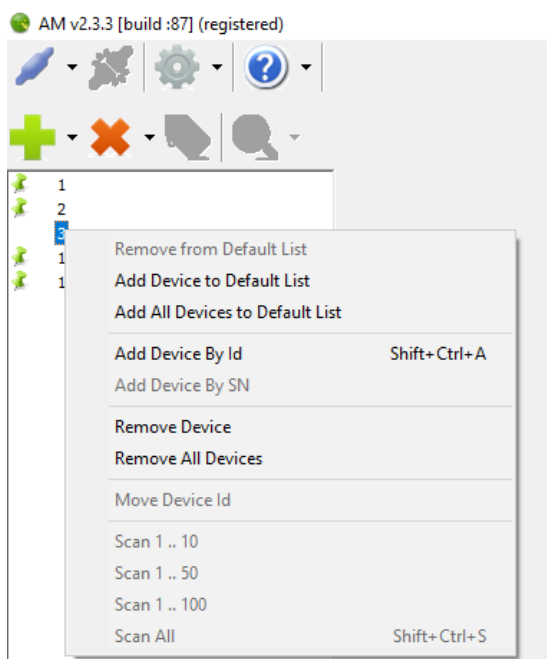 AM v2.3.3 [build :87] (registered)
1
2
3
1
1
Remove from Default List
Add Device to Default List
Add All Devices to Default List
Add Device By Id Shift+Ctrl+A
Add Device By SN
Remove Device
Remove All Devices
Move Device Id
Scan 1 .. 10
Scan 1 .. 50
Scan 1 .. 100
Scan All Shift+Ctrl+S